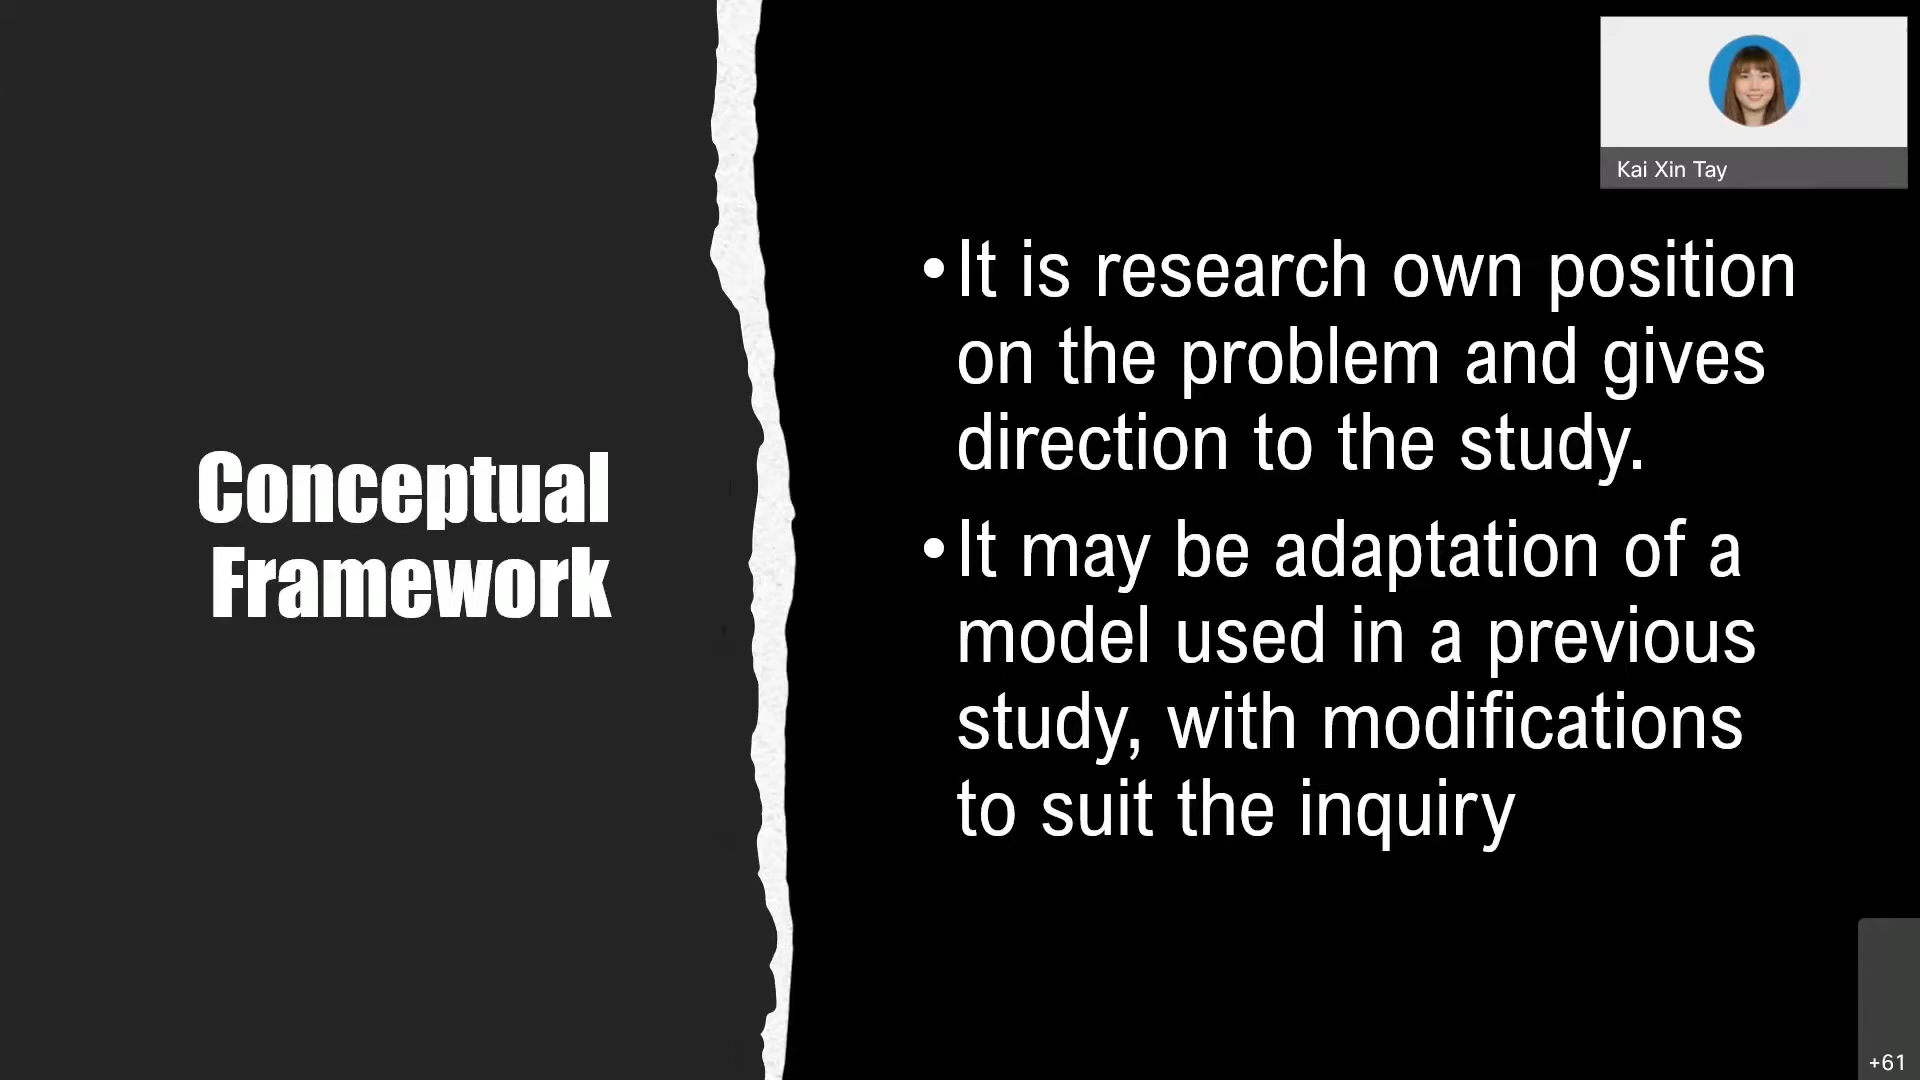 Conceptual
Framework
Kai Xin Tay
•It is research own position
on the problem and gives
direction to the study.
•It may be adaptation of a
model used in a previous
study, with modifications
to suit the inquiry
+61